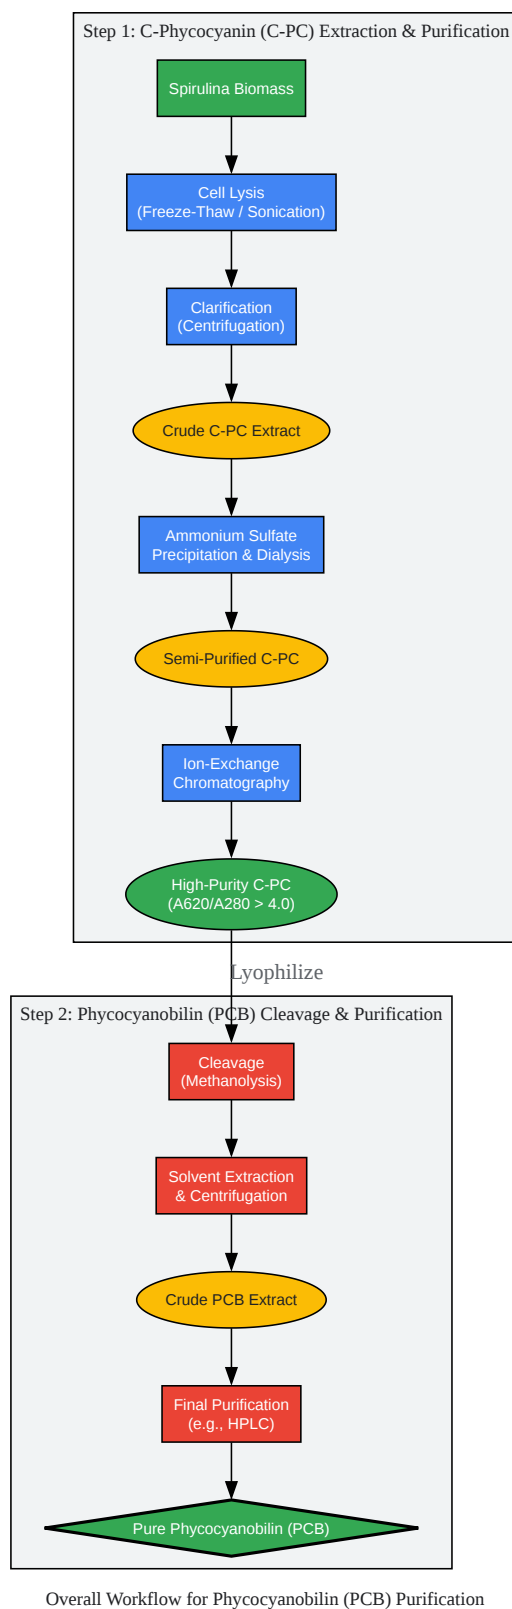 Step 1: C-Phycocyanin (C-PC) Extraction & Purification
Spirulina Biomass
Cell Lysis
(Freeze-Thaw / Sonication)
Clarification
(Centrifugation)
Crude C-PC Extract
Ammonium Sulfate
Precipitation & Dialysis
Semi-Purified C-PC
Ion-Exchange
Chromatography
High-Purity C-PC
(A620/A280 > 4.0)
Lyophilize
Step 2: Phycocyanobilin (PCB) Cleavage & Purification
Cleavage
(Methanolysis)
Solvent Extraction
& Centrifugation
Crude PCB Extract
Final Purification
(e.g., HPLC)
Pure Phycocyanobilin (PCB)
Overall Workflow for Phycocyanobilin (PCB) Purification